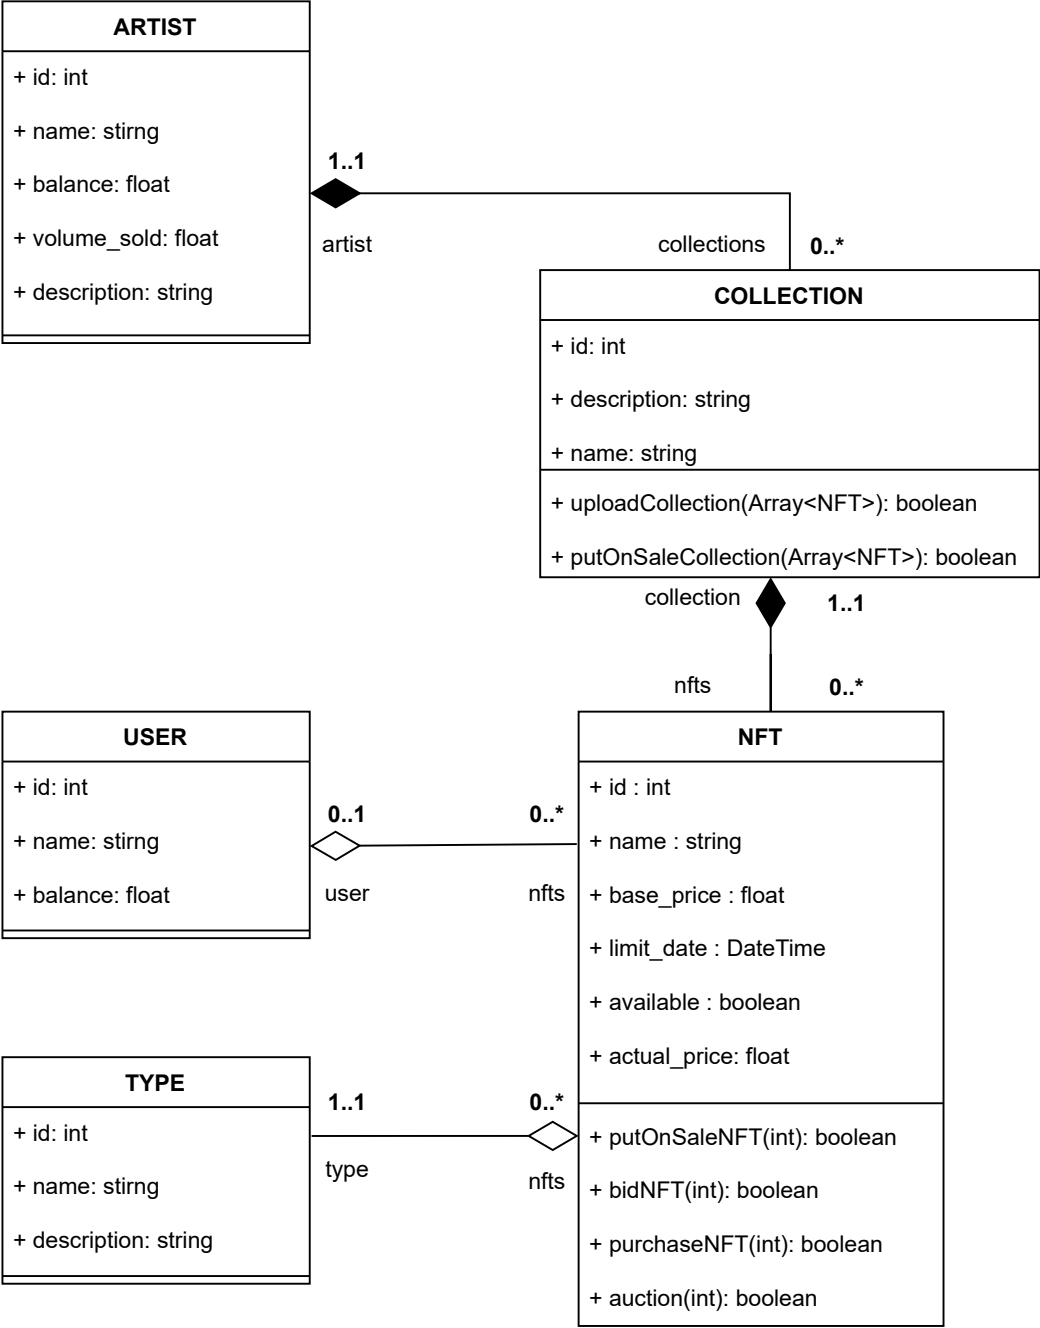 ARTIST
+ id: int
+ name: stirng
+ balance: float
+ volume_sold: float
+ description: string
1..1
artist
collections
0..*
COLLECTION
+ id: int
+ description: string
+ name: string
+ uploadCollection(Array<NFT>): boolean
+ putOnSaleCollection(Array<NFT>): boolean
collection
1..1
nfts
0..*
USER
+ id: int
+ name: stirng
+ balance: float
0..1
user
0..*
nfts
NFT
+ id : int
+ name : string
+ base_price : float
+ limit_date : DateTime
+ available : boolean
+ actual_price: float
+ putOnSaleNFT(int): boolean
+ bidNFT(int): boolean
+ purchaseNFT(int): boolean
+ auction(int): boolean
TYPE
+ id: int
+ name: stirng
+ description: string
1..1
type
0..*
nfts